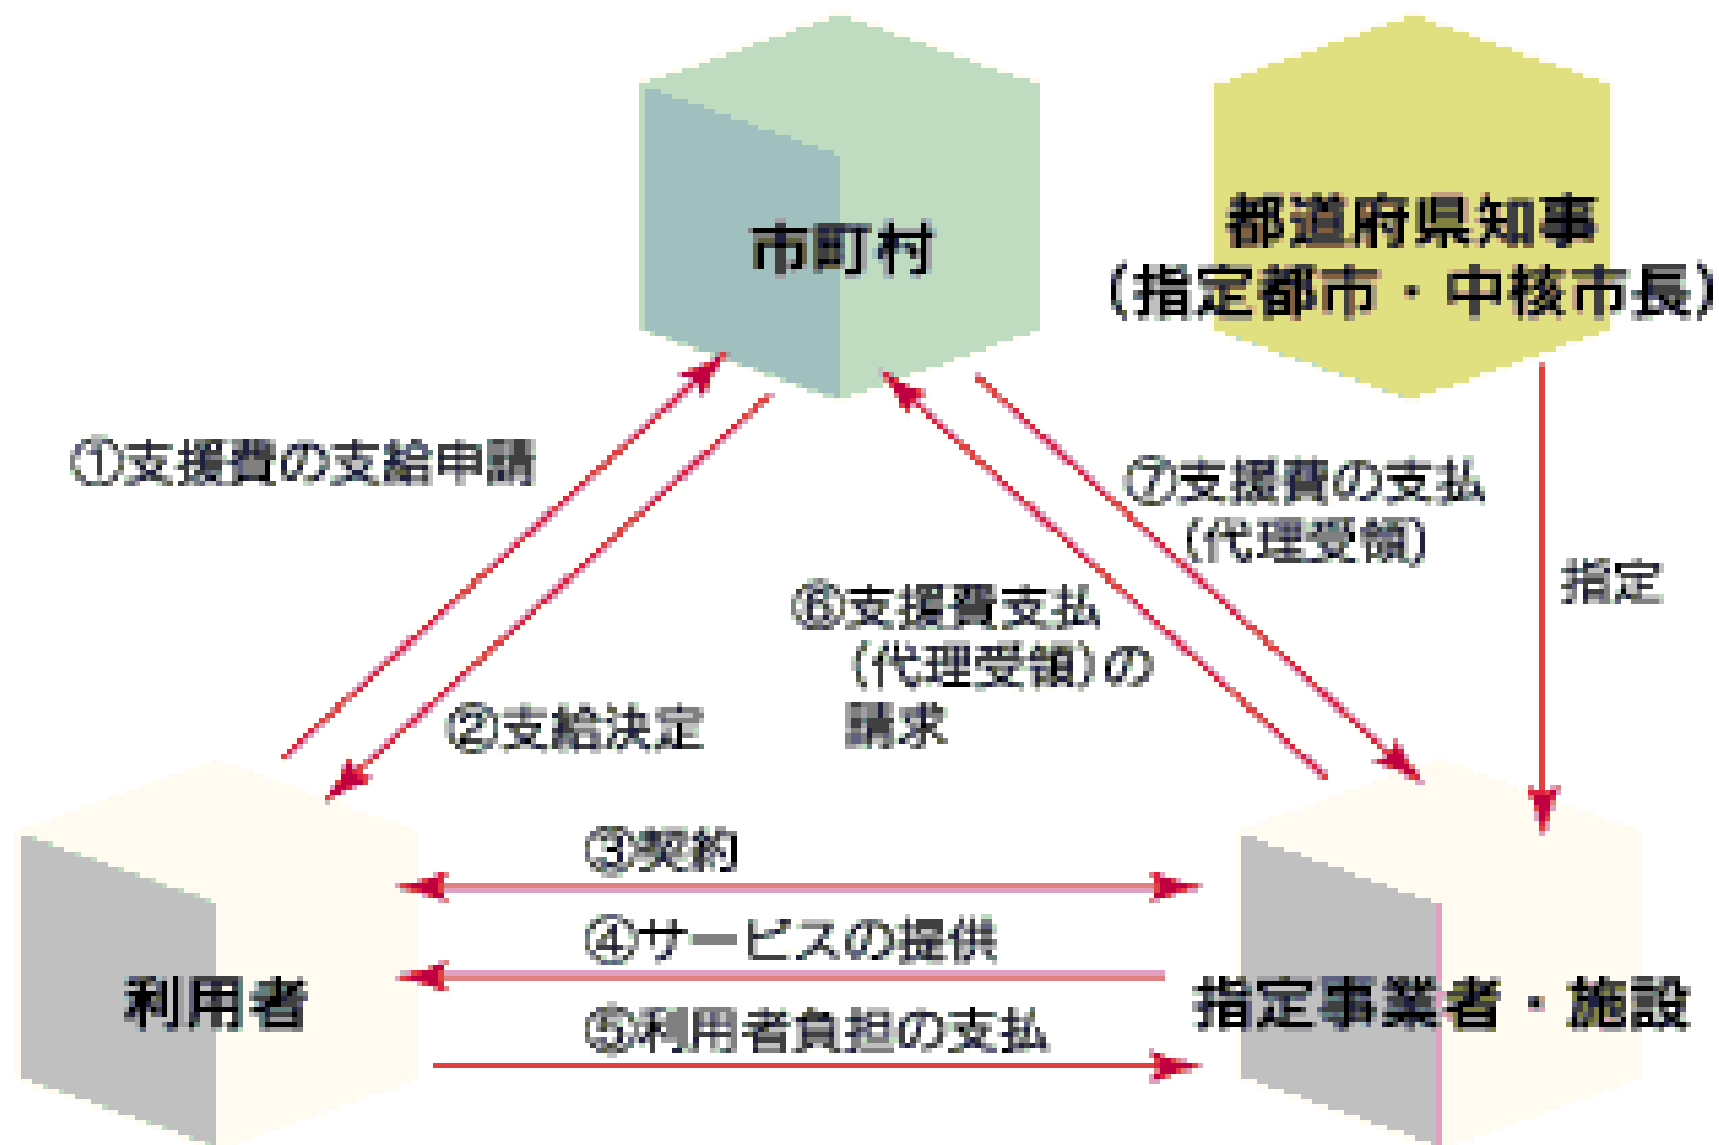 市町村
都道府県知事
(指定都市・中核市長)
①支援費の支給申請
⑦支援費の支払
(代理受領)
指定
⑥支援費支払
(代理受領)の
請求
②支給決定
③契約
④サービスの提供
⑤利用者負担の支払
利用者
指定事業者・施設